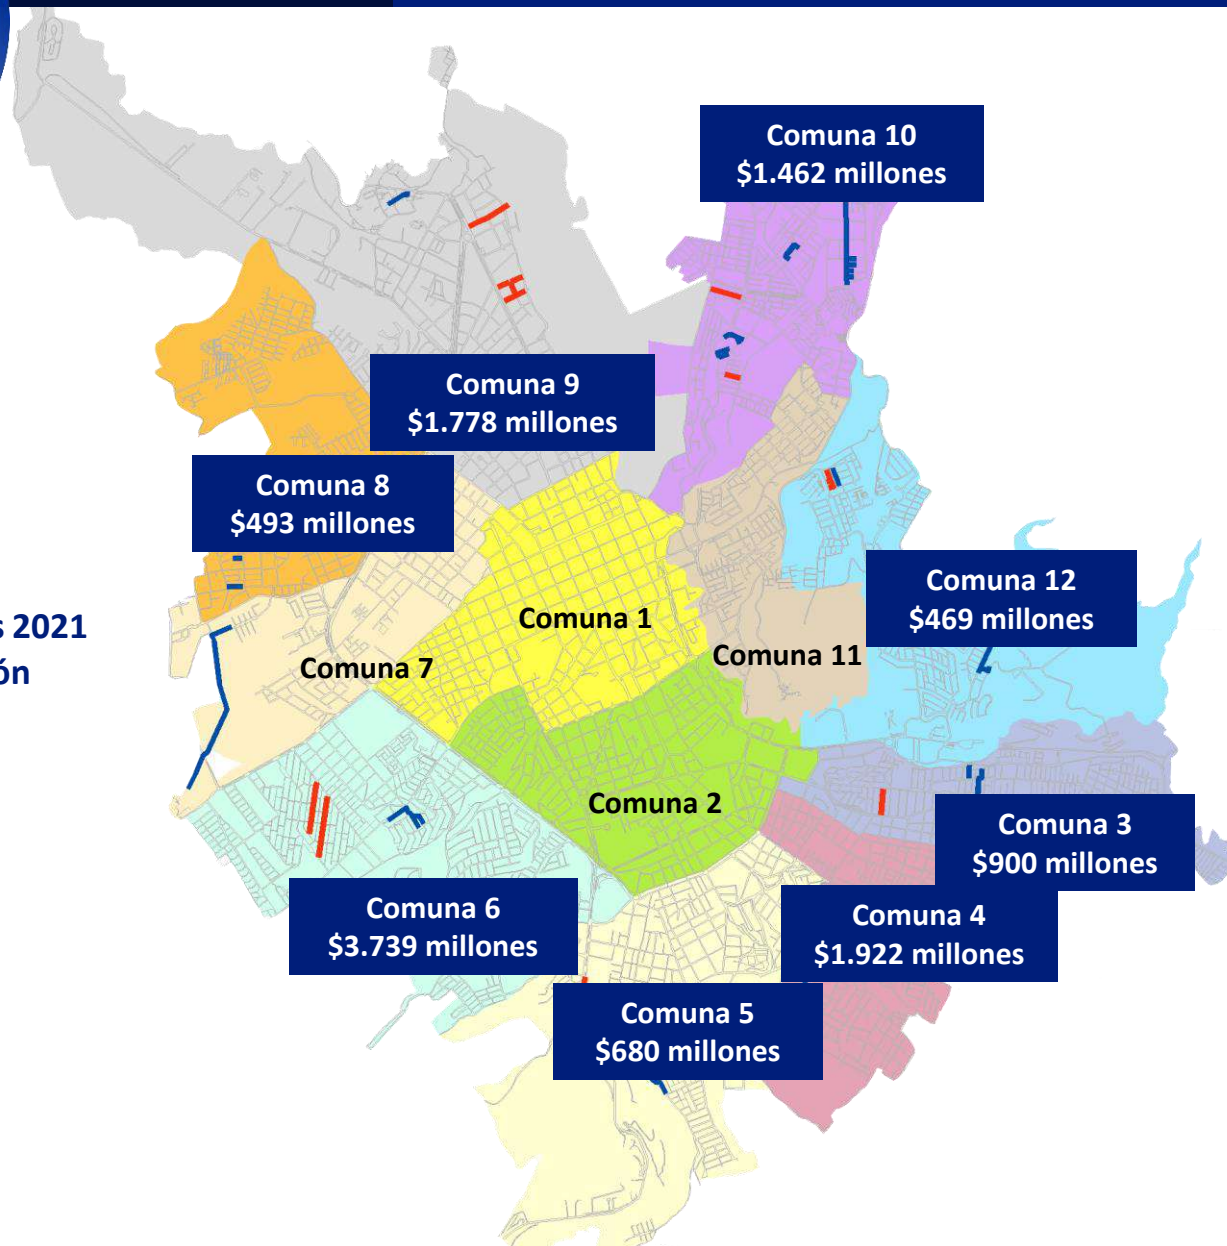 Comuna 10
$1.462 millones
Comuna 9
$1.778 millones
Comuna 8
$493 millones
Comuna 12
$469 millones
2021
Comuna 1
Comuna 11
Comuna 7
Comuna 2
Comuna 3
$900 millones
Comuna 6
$3.739 millones
Comuna 4
$1.922 millones
Comuna 5
$680 millones